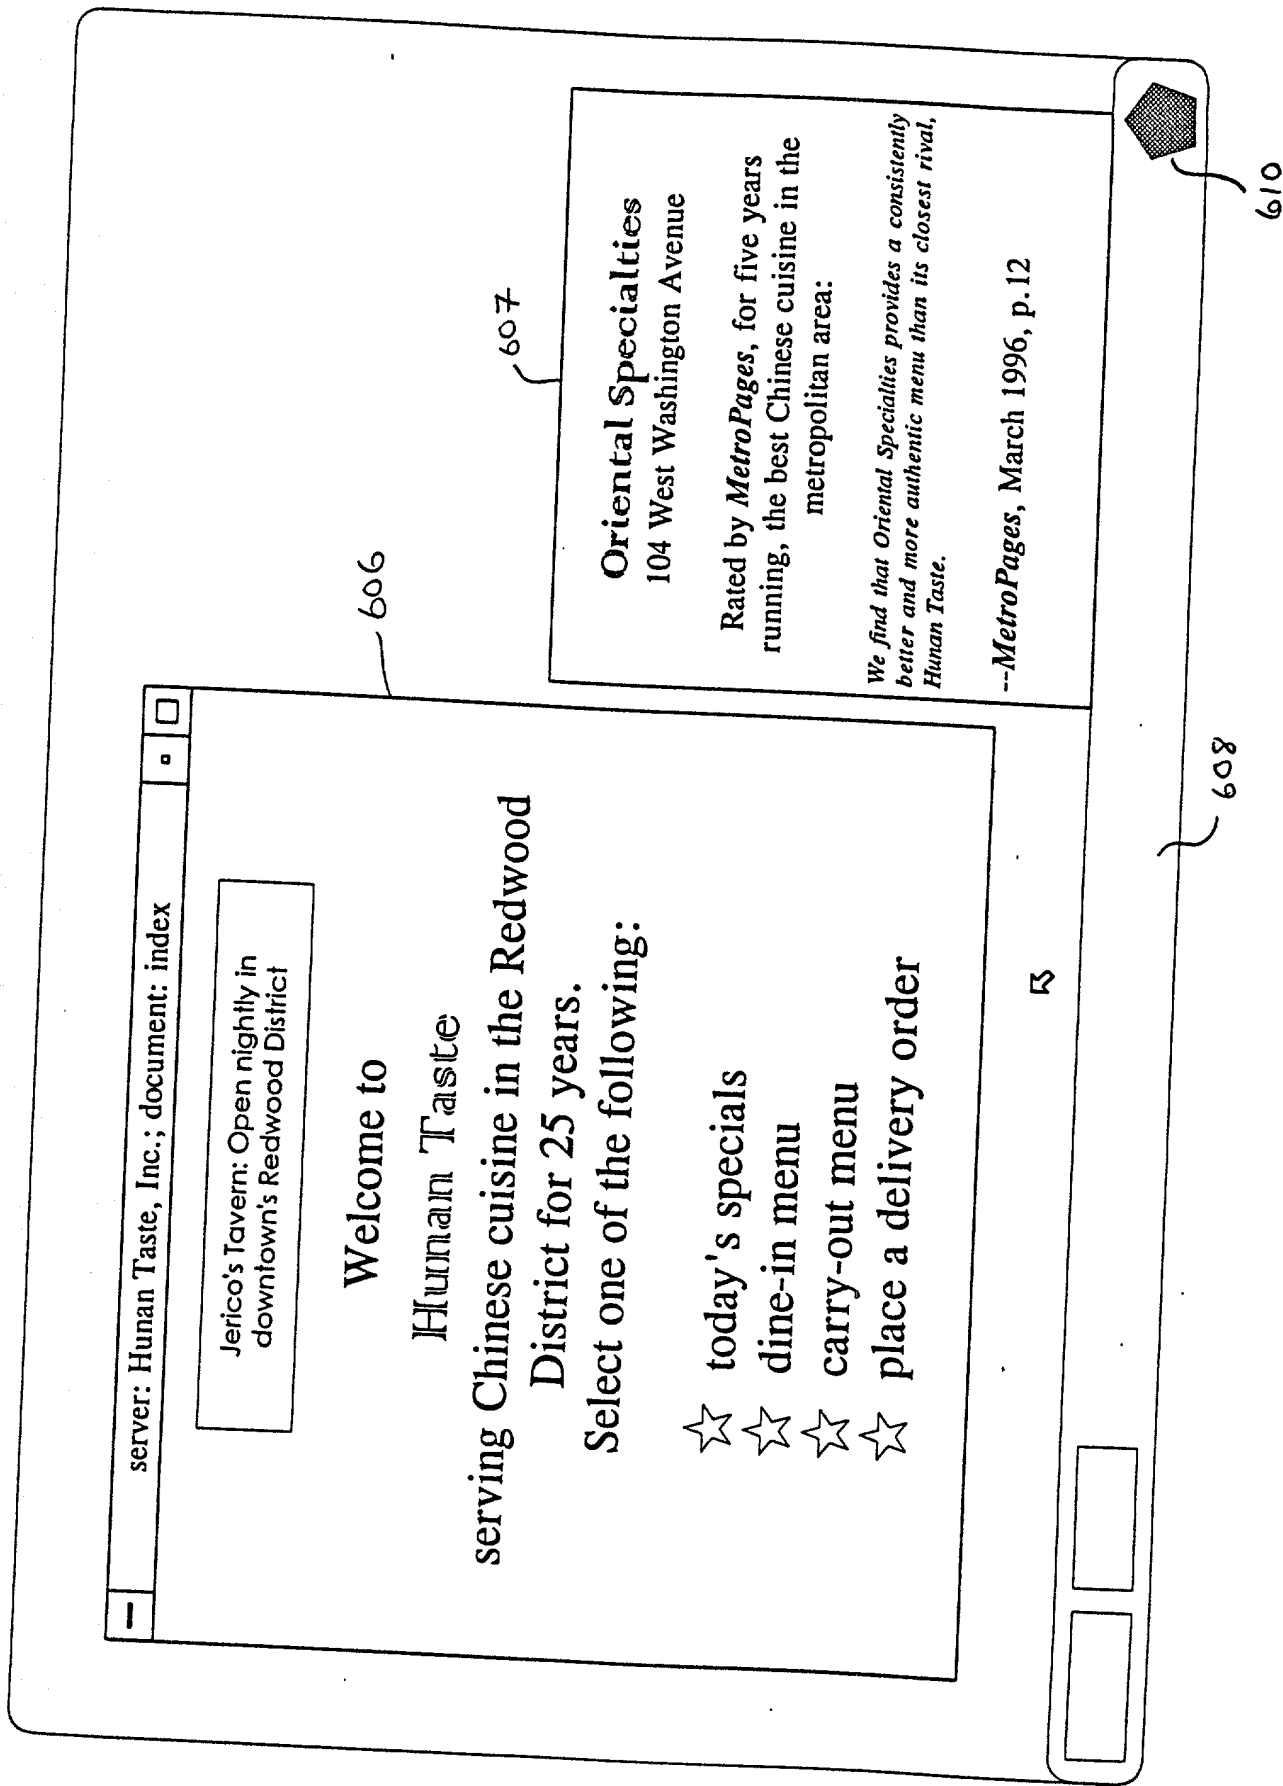 server: Hunan Taste, Inc.; document: index
Jerico's Tavern: Open nightly in
downtown's Redwood District
Welcome to
Hunan Taste
serving Chinese cuisine in the Redwood
District for 25 years.
Select one of the following:
☆ today's specials
☆ dine-in menu
☆ carry-out menu
☆ place a delivery order
606
607
Oriental Specialties
104 West Washington Avenue
Rated by MetroPages, for five years
running, the best Chinese cuisine in the
metropolitan area:
We find that Oriental Specialties provides a consistently
better and more authentic menu than its closest rival,
Hunan Taste.
--MetroPages, March 1996, p.12
608
610